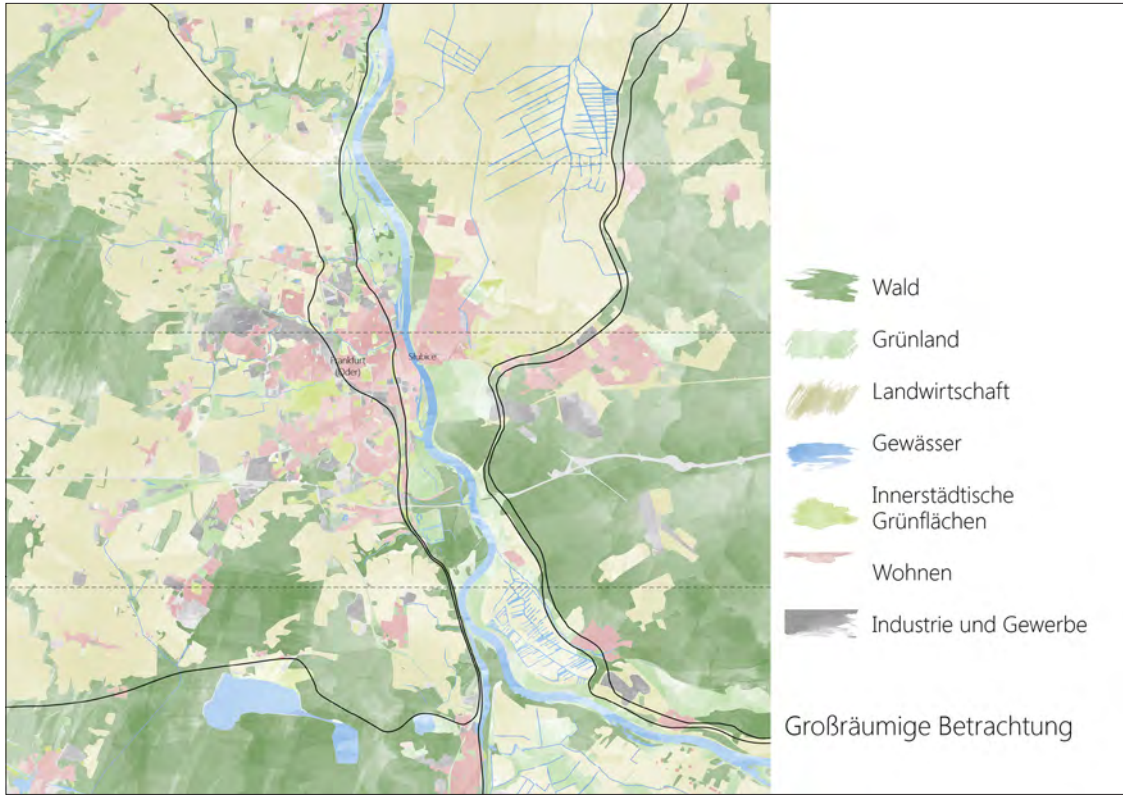 Frankfurt
(Oder)
Słubice
Wald
Grünland
Landwirtschaft
Gewässer
Innerstädtische
Grünflächen
Wohnen
Industrie und Gewerbe
Großräumige Betrachtung